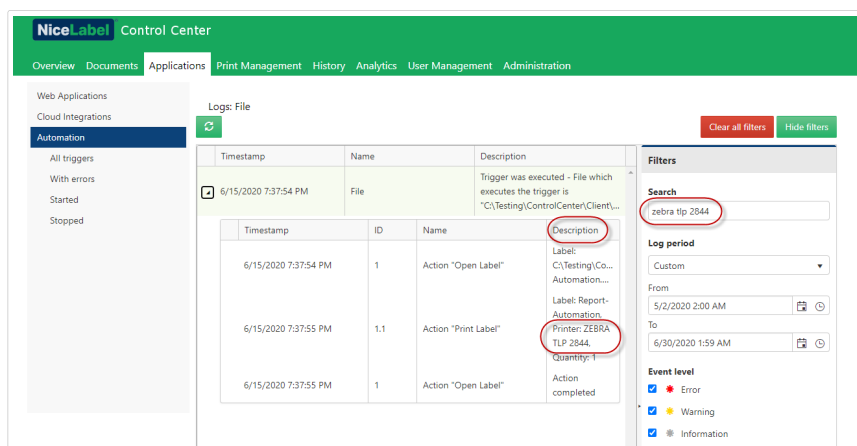 NiceLabel Control Center
Overview Documents Applications Print Management History Analytics User Management Administration
Web Applications
Cloud Integrations
Automation
All triggers
With errors
Started
Stopped
Logs: File
Clear all filters Hide filters
Timestamp Name Description
6/15/2020 7:37:54 PM File Trigger was executed - File which
executes the trigger is
"C:\Testing\ControlCenter\Client\...
Timestamp ID Name Description
6/15/2020 7:37:54 PM 1 Action "Open Label" Label:
C:\Testing\Co...
Automation....
6/15/2020 7:37:55 PM 1.1 Action "Print Label" Label: Report-
Automation,
Printer: ZEBRA
TLP 2844,
Quantity: 1
6/15/2020 7:37:55 PM 1 Action "Open Label" Action
completed
Filters
Search
zebra tlp 2844
Log period
Custom
From
5/2/2020 2:00 AM
To
6/30/2020 1:59 AM
Event level
Error
Warning
Information